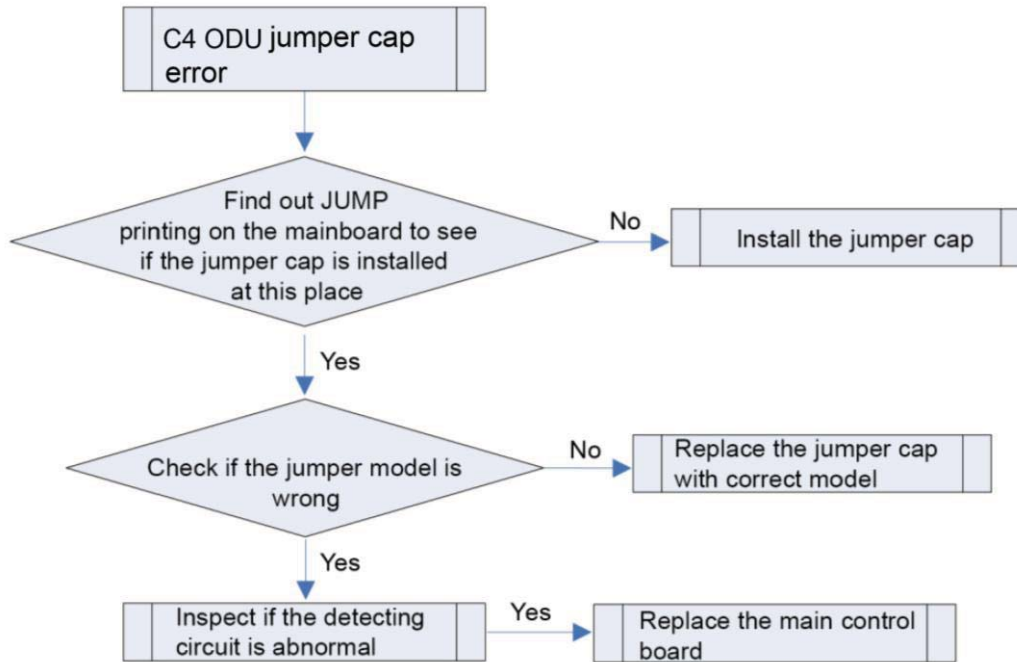 C4 ODU jumper cap
error
Find out JUMP
printing on the mainboard to see
if the jumper cap is installed
at this place
No
Install the jumper cap
Yes
Check if the jumper model is
wrong
No
Replace the jumper cap
with correct model
Yes
Inspect if the detecting
circuit is abnormal
Yes
Replace the main control
board